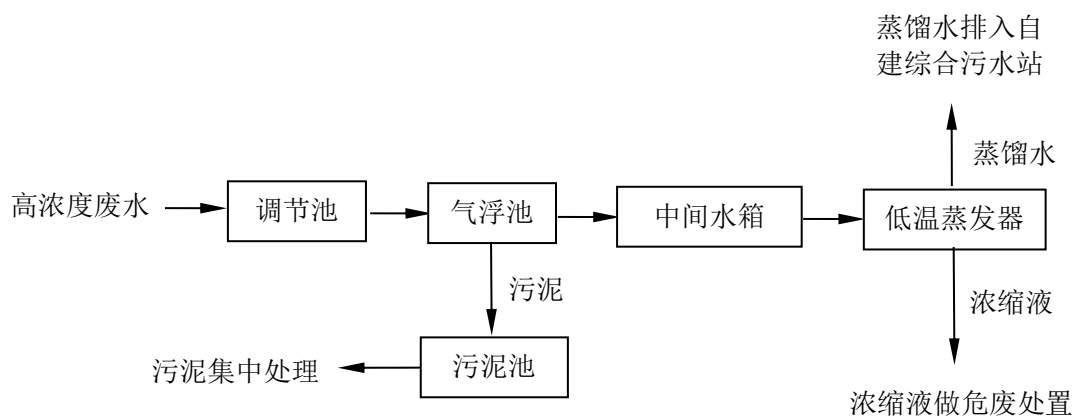 蒸馏水排入自
建综合污水站
蒸馏水
高浓度废水
调节池
气浮池
中间水箱
低温蒸发器
污泥
浓缩液
污泥集中处理
污泥池
浓缩液做危废处置